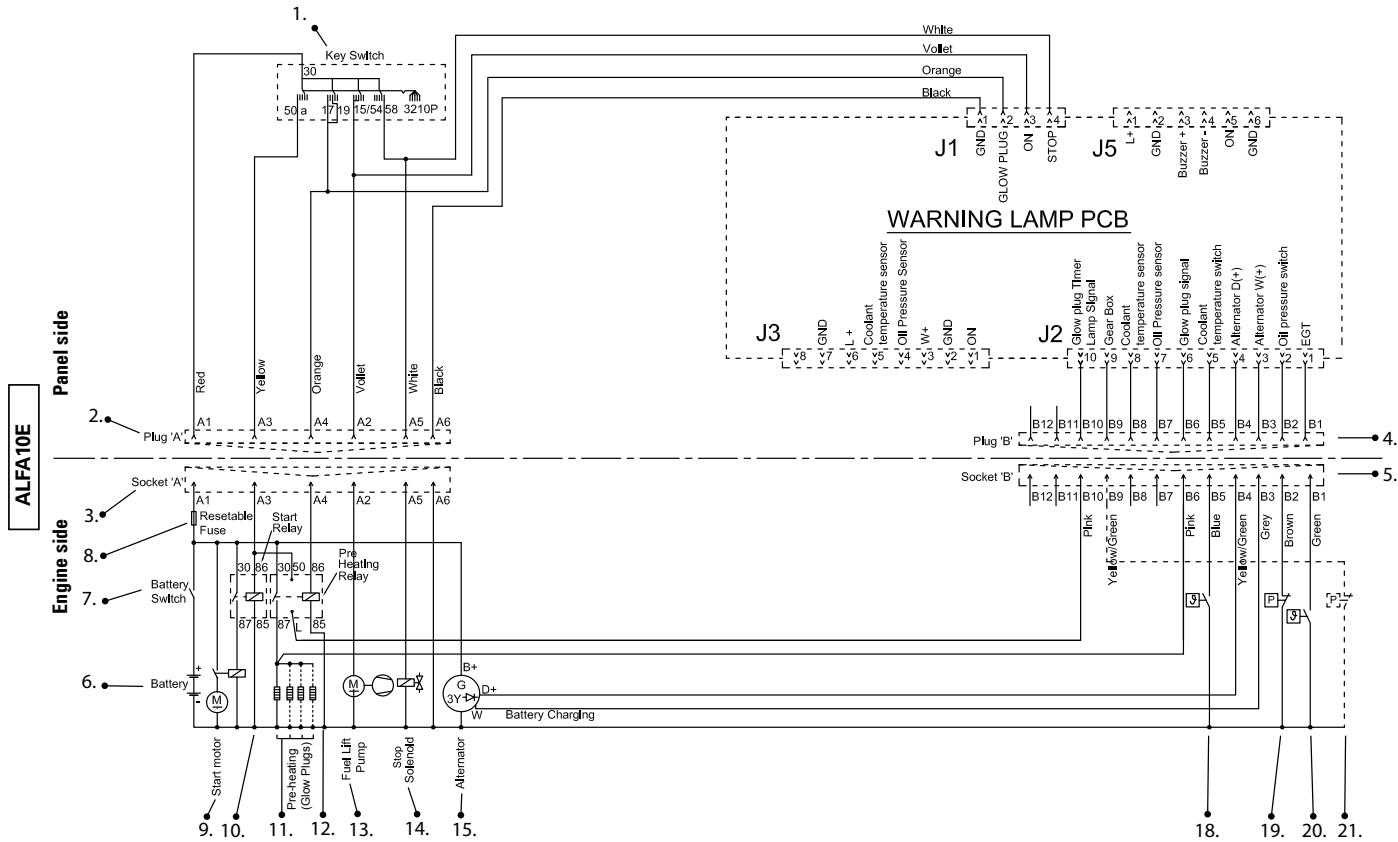 1.
Key Switch
30
50 a 17 19 15/54 58 3210P
White
Vollet
Orange
Black
1 2 3 4
GND
GLOW PLUG
ON
STOP
J1
1 2 3 4 5 6
L+
GND
Buzzer +
Buzzer -
ON
GND
J5
WARNING LAMP PCB
J3
GND
L +
Coolant
temperature sensor
Oil Pressure Sensor
W+
GND
ON
8 7 6 5 4 3 2 1
J2
Glow plug Timer
Lamp Signal
Gear Box
Coolant
temperature sensor
Oil Pressure sensor
Glow plug signal
Coolant
temperature switch
Alternator D(+)
Alternator W(+)
Oil pressure switch
EGT
10 9 8 7 6 5 4 3 2 1
ALFA10E
Panel side
Engine side
Red
Yellow
Orange
Vollet
White
Black
2.
Plug 'A'
A1 A3 A4 A2 A5 A6
Plug 'B'
B12 B11 B10 B9 B8 B7 B6 B5 B4 B3 B2 B1
4.
3.
Socket 'A'
A1 A3 A4 A2 A5 A6
Socket 'B'
B12 B11 B10 B9 B8 B7 B6 B5 B4 B3 B2 B1
5.
8.
Resetable
Fuse
Start
Relay
Pre
Heating
Relay
30 86 30 50 86
87 85 87 L 85
7.
Battery
Switch
6.
Battery
+
-
M
M
G
3Y
B+
D+
W
Battery Charging
Pink
Yellow/Green
Pink
Blue
Yellow/Green
Grey
Brown
Green
ϑ
P
ϑ
P
Start motor
Pre-heating
(Glow Plugs)
Fuel Lift
Pump
Stop
Solenoid
Alternator
9. 10. 11. 12. 13. 14. 15. 18. 19. 20. 21.